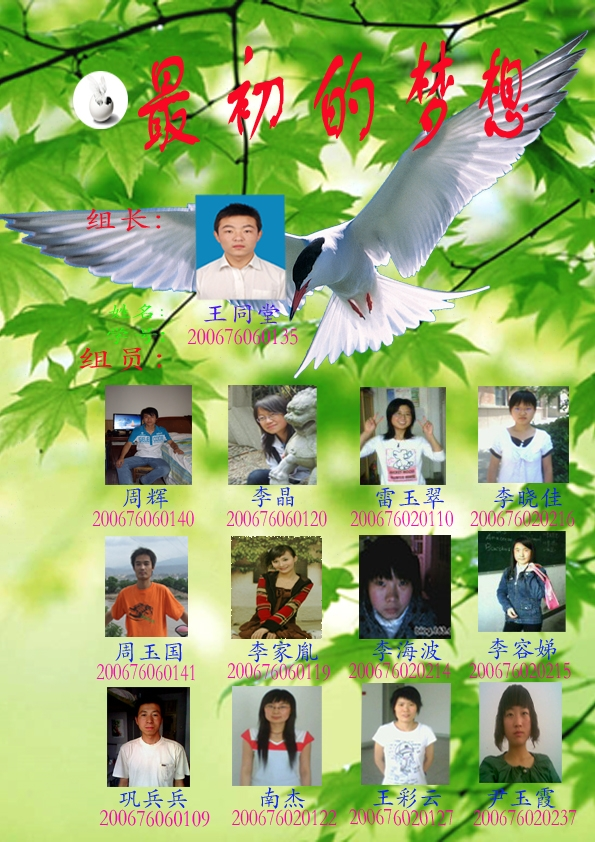 最初的梦想
组长：
姓名：
王同堂
200676060135
组员：
周辉 李晶 雷玉翠 李晓佳
200676060140 200676060120 200676020110 200676020216
周玉国 李家胤 李海波 李容娣
200676060141 200676060119 200676020214 200676020215
巩兵兵 南杰 王彩云 尹玉霞
200676060109 200676020122 200676020127 200676020237